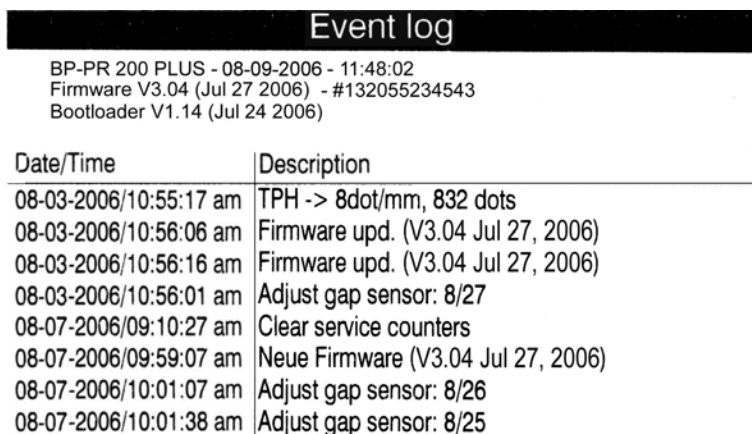 Event log
BP-PR 200 PLUS - 08-09-2006 - 11:48:02
Firmware V3.04 (Jul 27 2006) - #132055234543
Bootloader V1.14 (Jul 24 2006)
Date/Time Description
08-03-2006/10:55:17 am TPH -> 8dot/mm, 832 dots
08-03-2006/10:56:06 am Firmware upd. (V3.04 Jul 27, 2006)
08-03-2006/10:56:16 am Firmware upd. (V3.04 Jul 27, 2006)
08-03-2006/10:56:01 am Adjust gap sensor: 8/27
08-07-2006/09:10:27 am Clear service counters
08-07-2006/09:59:07 am Neue Firmware (V3.04 Jul 27, 2006)
08-07-2006/10:01:07 am Adjust gap sensor: 8/26
08-07-2006/10:01:38 am Adjust gap sensor: 8/25